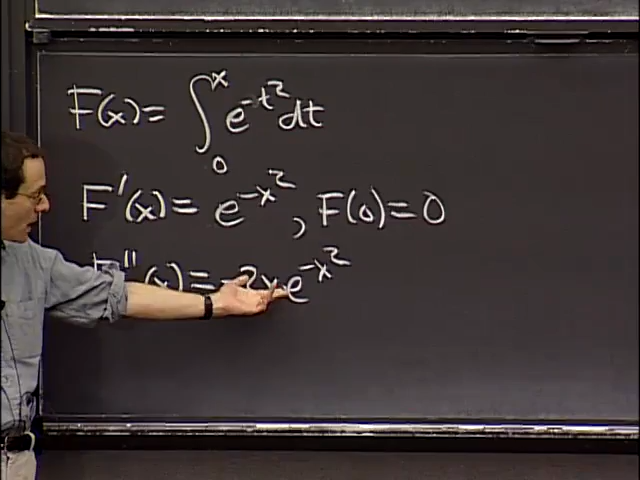 F(x) = ∫₀ˣ e^(-t²) dt
F'(x) = e^(-x²), F(0) = 0
F''(x) = -2x e^(-x²)